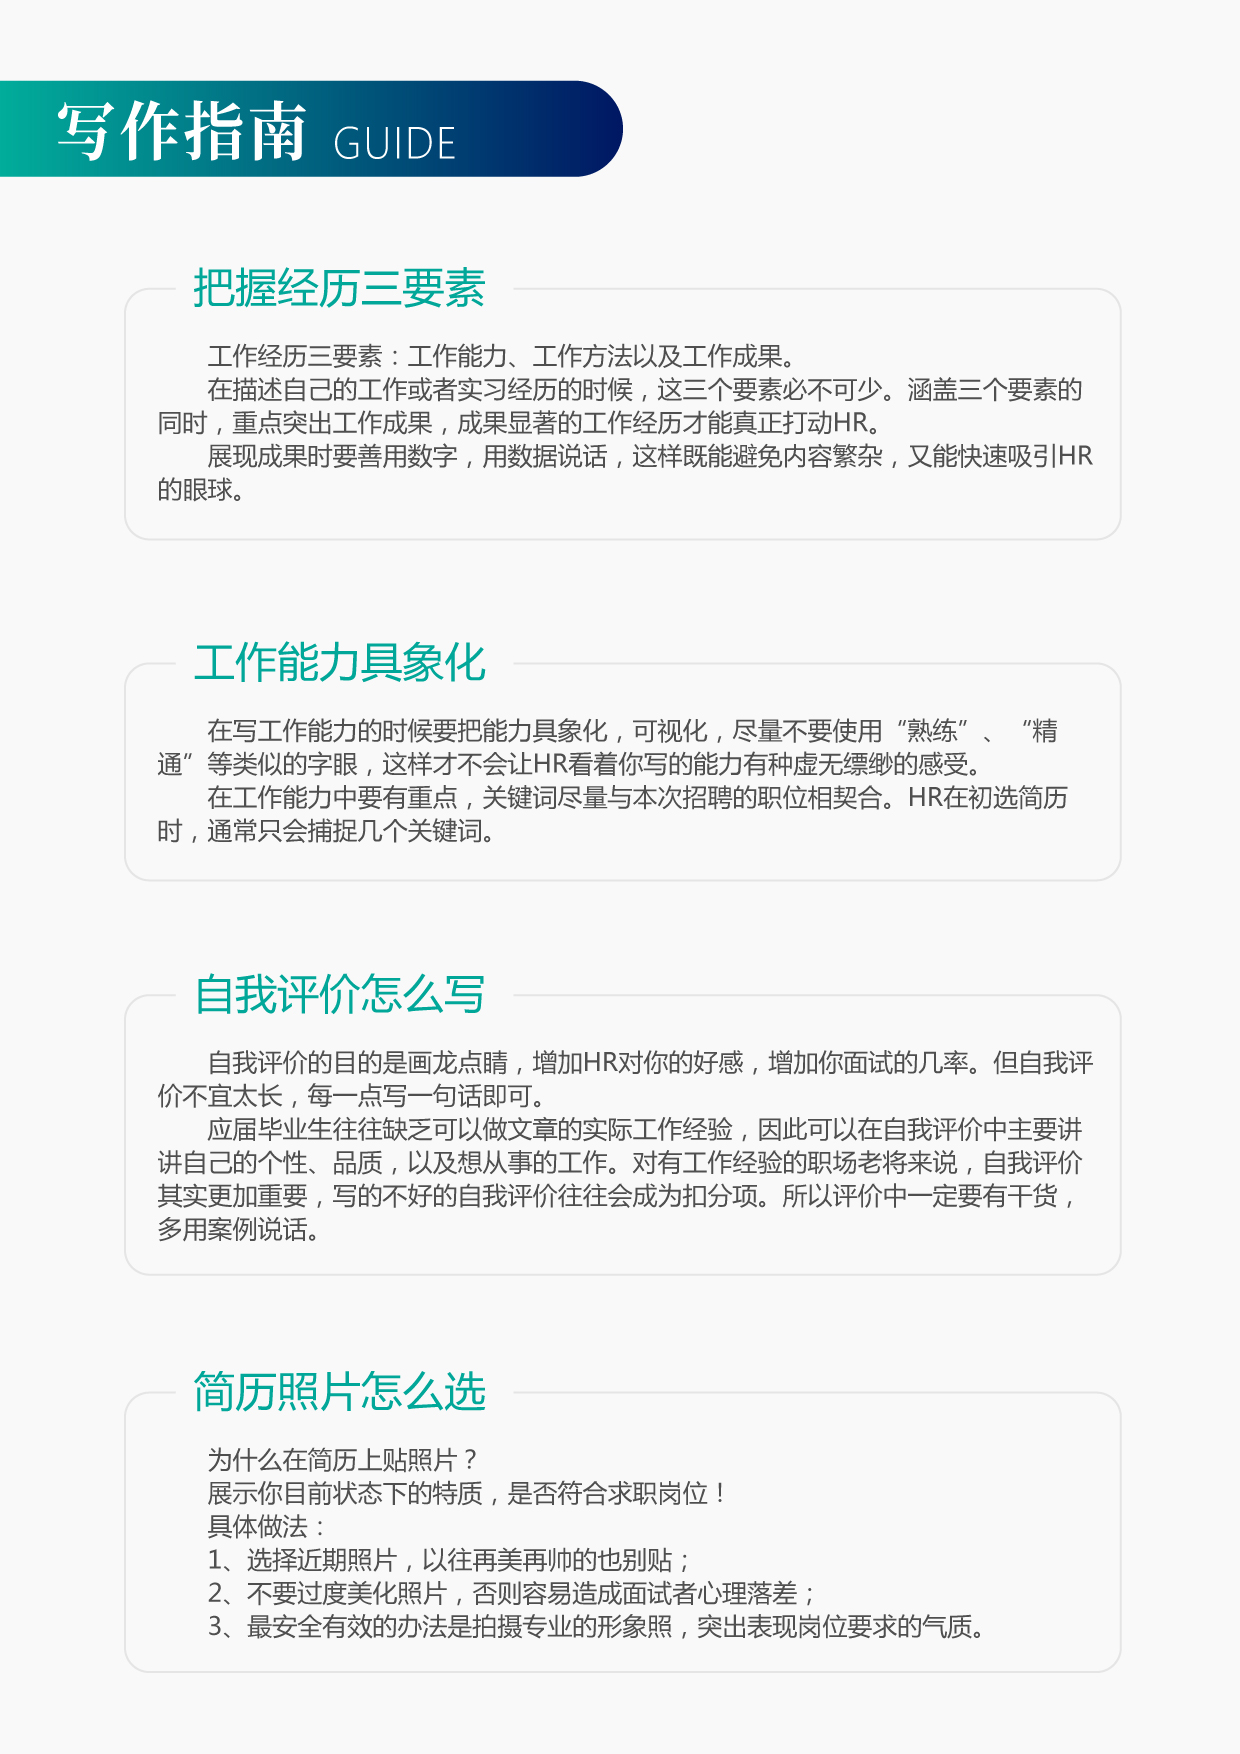 写作指南 GUIDE
把握经历三要素
工作经历三要素：工作能力、工作方法以及工作成果。
在描述自己的工作或者实习经历的时候，这三个要素必不可少。涵盖三个要素的
同时，重点突出工作成果，成果显著的工作经历才能真正打动HR。
展现成果时要善用数字，用数据说话，这样既能避免内容繁杂，又能快速吸引HR
的眼球。
工作能力具象化
在写工作能力的时候要把能力具象化，可视化，尽量不要使用“熟练”、“精
通”等类似的字眼，这样才不会让HR看着你写的能力有种虚无缥缈的感受。
在工作能力中要有重点，关键词尽量与本次招聘的职位相契合。HR在初选简历
时，通常只会捕捉几个关键词。
自我评价怎么写
自我评价的目的是画龙点睛，增加HR对你的好感，增加你面试的几率。但自我评
价不宜太长，每一点写一句话即可。
应届毕业生往往缺乏可以做文章的实际工作经验，因此可以在自我评价中主要讲
讲自己的个性、品质，以及想从事的工作。对有工作经验的职场老将来说，自我评价
其实更加重要，写的不好的自我评价往往会成为扣分项。所以评价中一定要有干货，
多用案例说话。
简历照片怎么选
为什么在简历上贴照片？
展示你目前状态下的特质，是否符合求职岗位！
具体做法：
1、选择近期照片，以往再美再帅的也别贴；
2、不要过度美化照片，否则容易造成面试者心理落差；
3、最安全有效的办法是拍摄专业的形象照，突出表现岗位要求的气质。